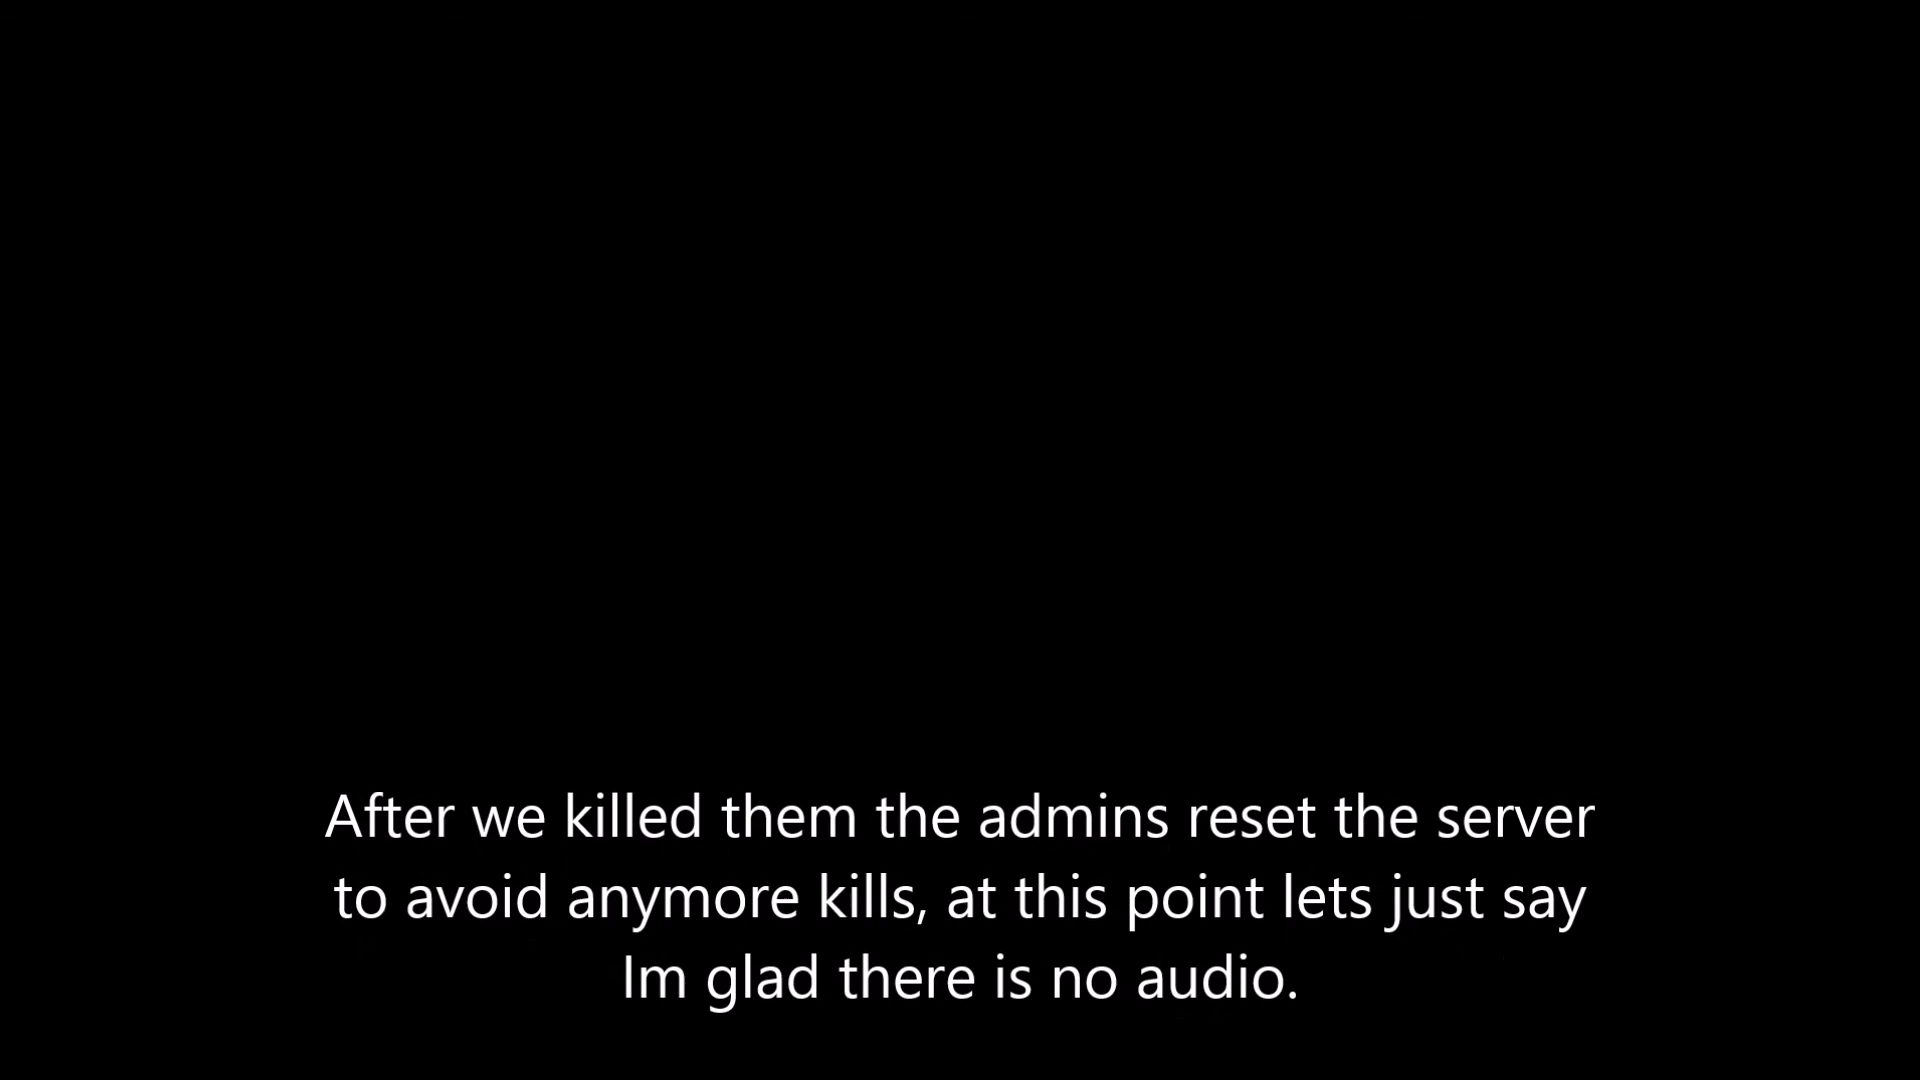 After we killed them the admins reset the server
to avoid anymore kills, at this point lets just say
Im glad there is no audio.